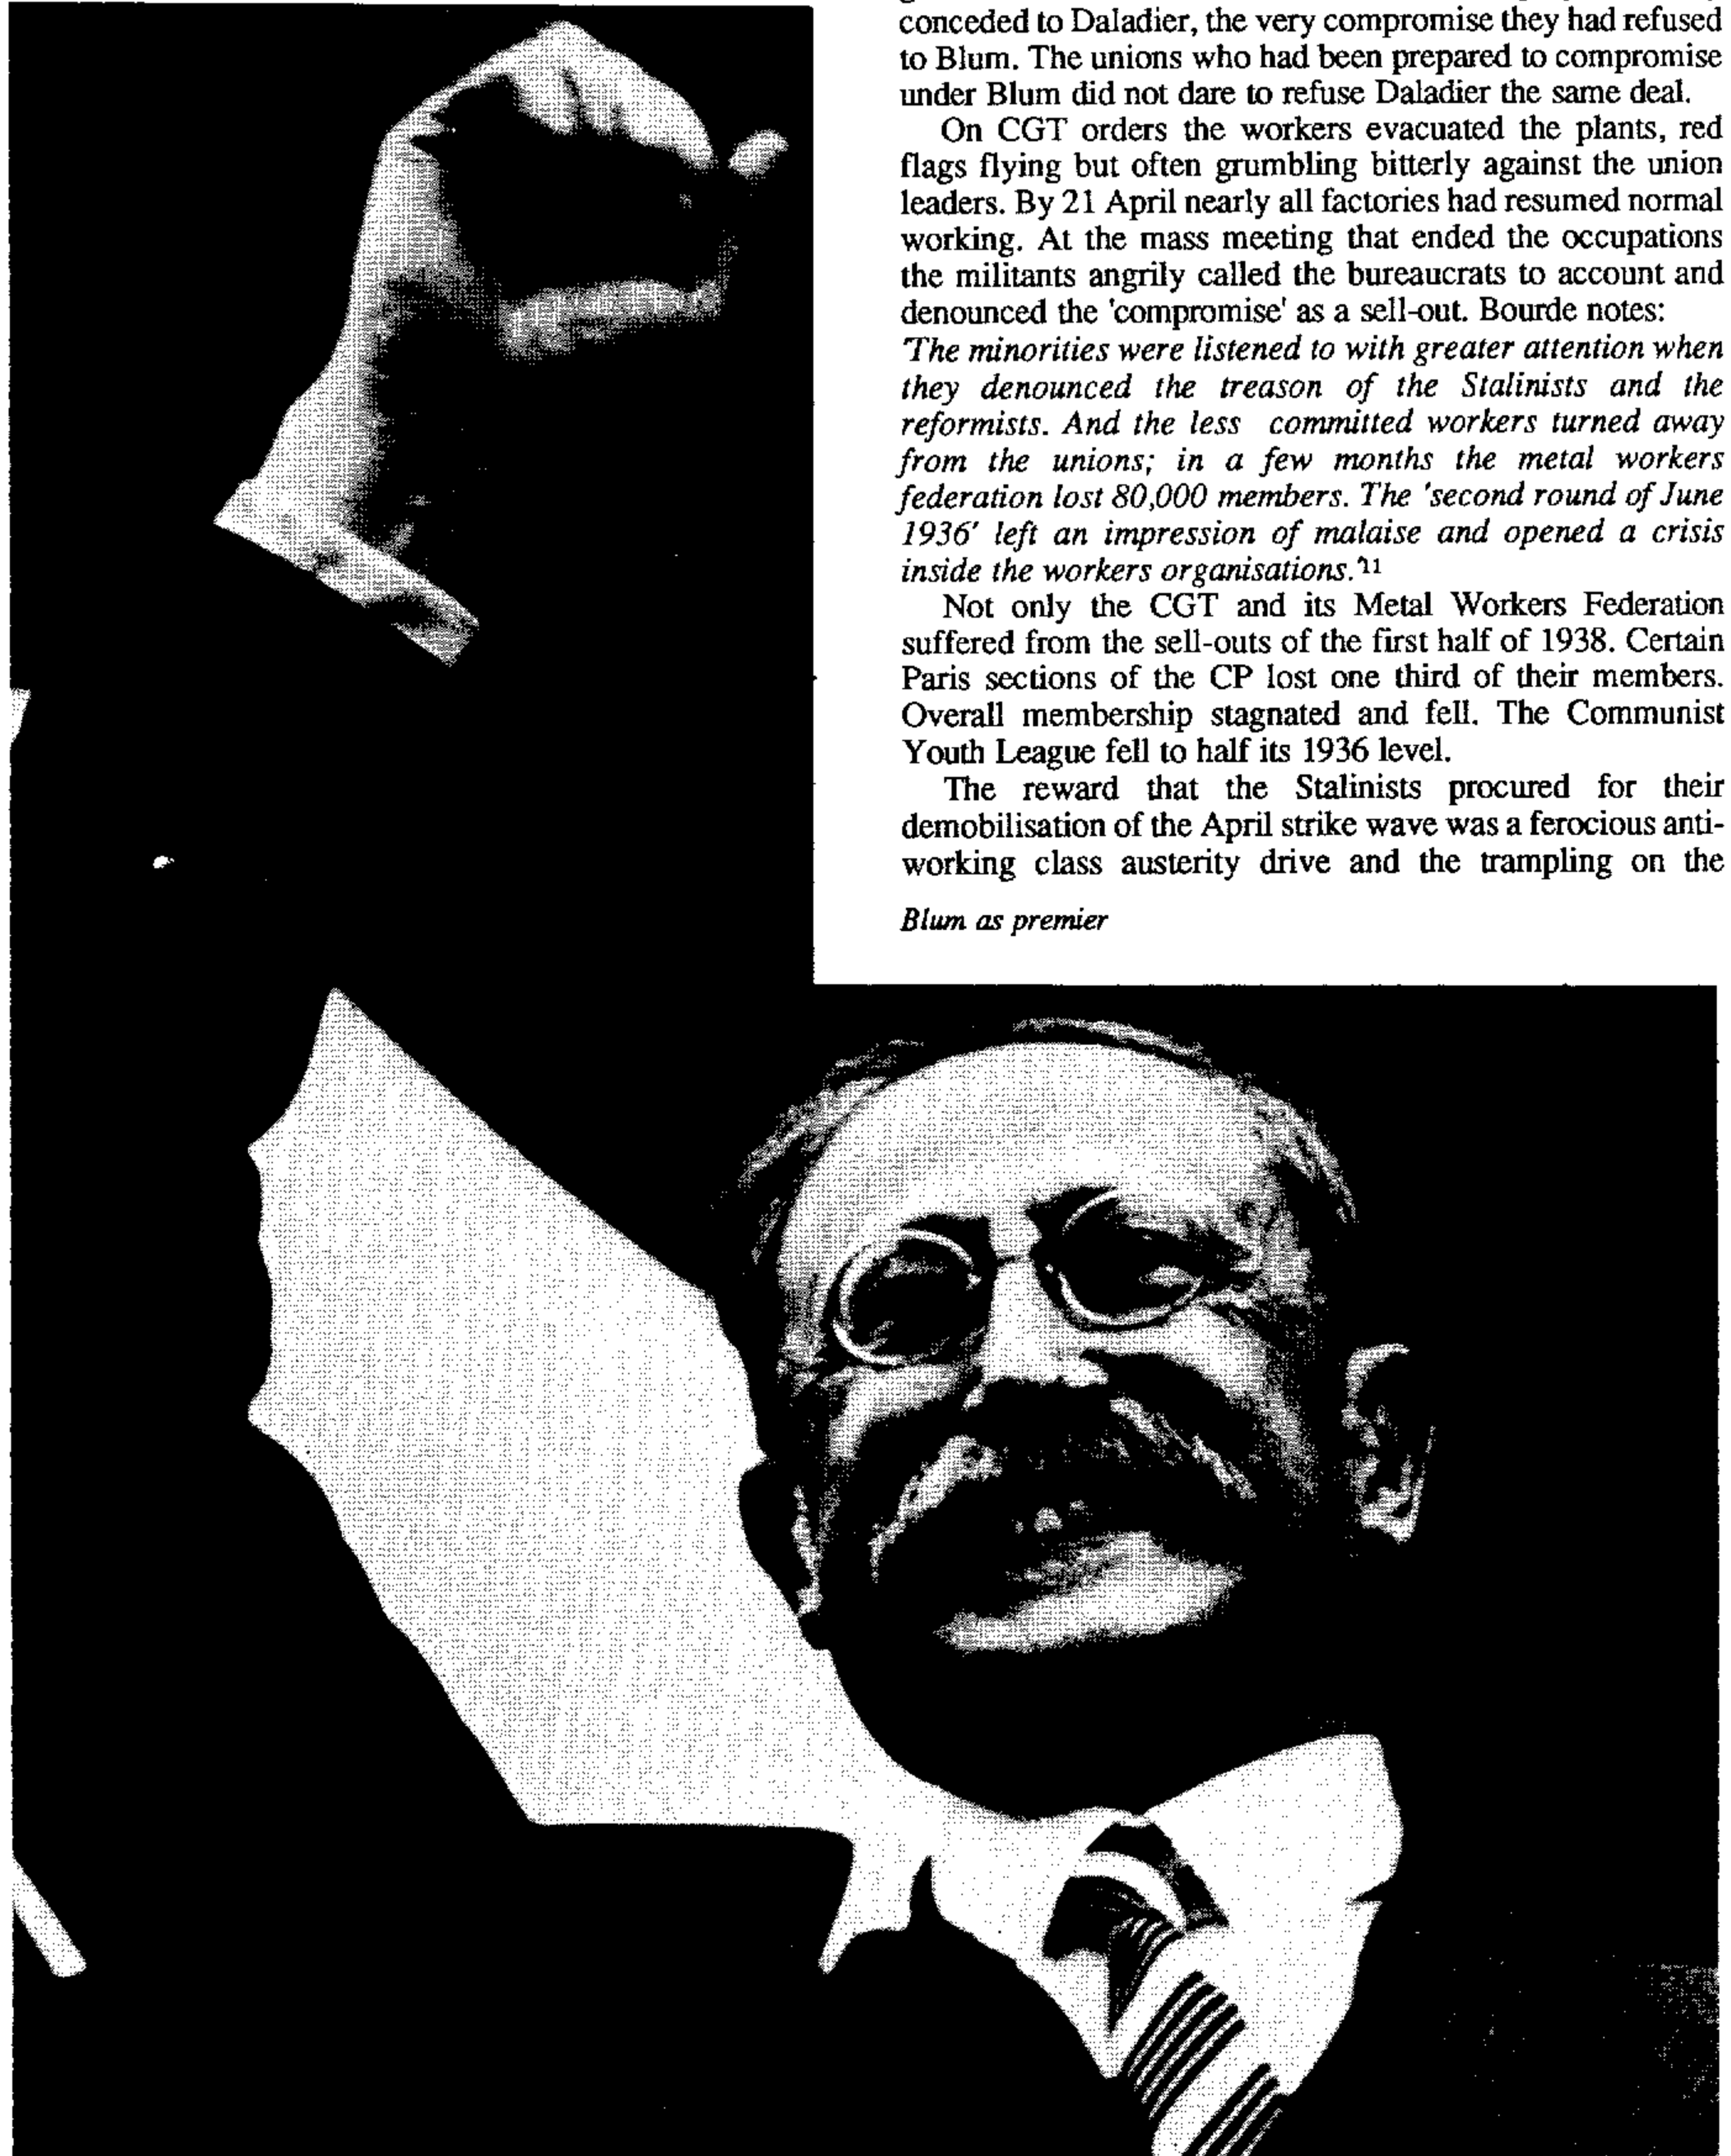 conceded to Daladier, the very compromise they had refused
to Blum. The unions who had been prepared to compromise
under Blum did not dare to refuse Daladier the same deal.
On CGT orders the workers evacuated the plants, red
flags flying but often grumbling bitterly against the union
leaders. By 21 April nearly all factories had resumed normal
working. At the mass meeting that ended the occupations
the militants angrily called the bureaucrats to account and
denounced the 'compromise' as a sell-out. Bourde notes:
'The minorities were listened to with greater attention when
they denounced the treason of the Stalinists and the
reformists. And the less committed workers turned away
from the unions; in a few months the metal workers
federation lost 80,000 members. The 'second round of June
1936' left an impression of malaise and opened a crisis
inside the workers organisations.'11
Not only the CGT and its Metal Workers Federation
suffered from the sell-outs of the first half of 1938. Certain
Paris sections of the CP lost one third of their members.
Overall membership stagnated and fell. The Communist
Youth League fell to half its 1936 level.
The reward that the Stalinists procured for their
demobilisation of the April strike wave was a ferocious anti-
working class austerity drive and the trampling on the
Blum as premier